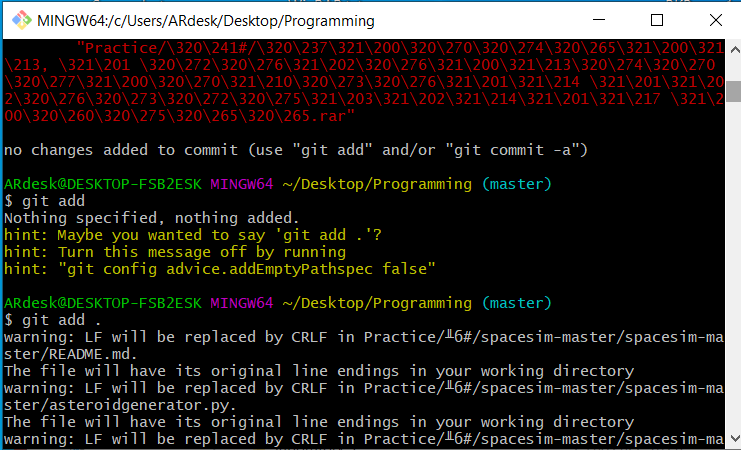 MINGW64:/c/Users/ARdesk/Desktop/Programming
"Practice/\320\241#/\320\237\321\200\320\270\320\274\320\265\321\200\321
\213, \321\201 \320\272\320\276\321\202\320\276\321\200\321\213\320\274\320\270
\320\277\321\200\320\270\321\210\320\273\320\276\321\201\321\214 \321\201\321\20
2\320\276\320\273\320\272\320\275\321\203\321\202\321\214\321\201\321\217 \321\2
00\320\260\320\275\320\265\320\265.rar"
no changes added to commit (use "git add" and/or "git commit -a")
ARdesk@DESKTOP-FSB2ESK MINGW64 ~/Desktop/Programming (master)
$ git add
Nothing specified, nothing added.
hint: Maybe you wanted to say 'git add .'?
hint: Turn this message off by running
hint: "git config advice.addEmptyPathspec false"
ARdesk@DESKTOP-FSB2ESK MINGW64 ~/Desktop/Programming (master)
$ git add .
warning: LF will be replaced by CRLF in Practice/╨б#/spacesim-master/spacesim-ma
ster/README.md.
The file will have its original line endings in your working directory
warning: LF will be replaced by CRLF in Practice/╨б#/spacesim-master/spacesim-ma
ster/asteroidgenerator.py.
The file will have its original line endings in your working directory
warning: LF will be replaced by CRLF in Practice/╨б#/spacesim-master/spacesim-ma